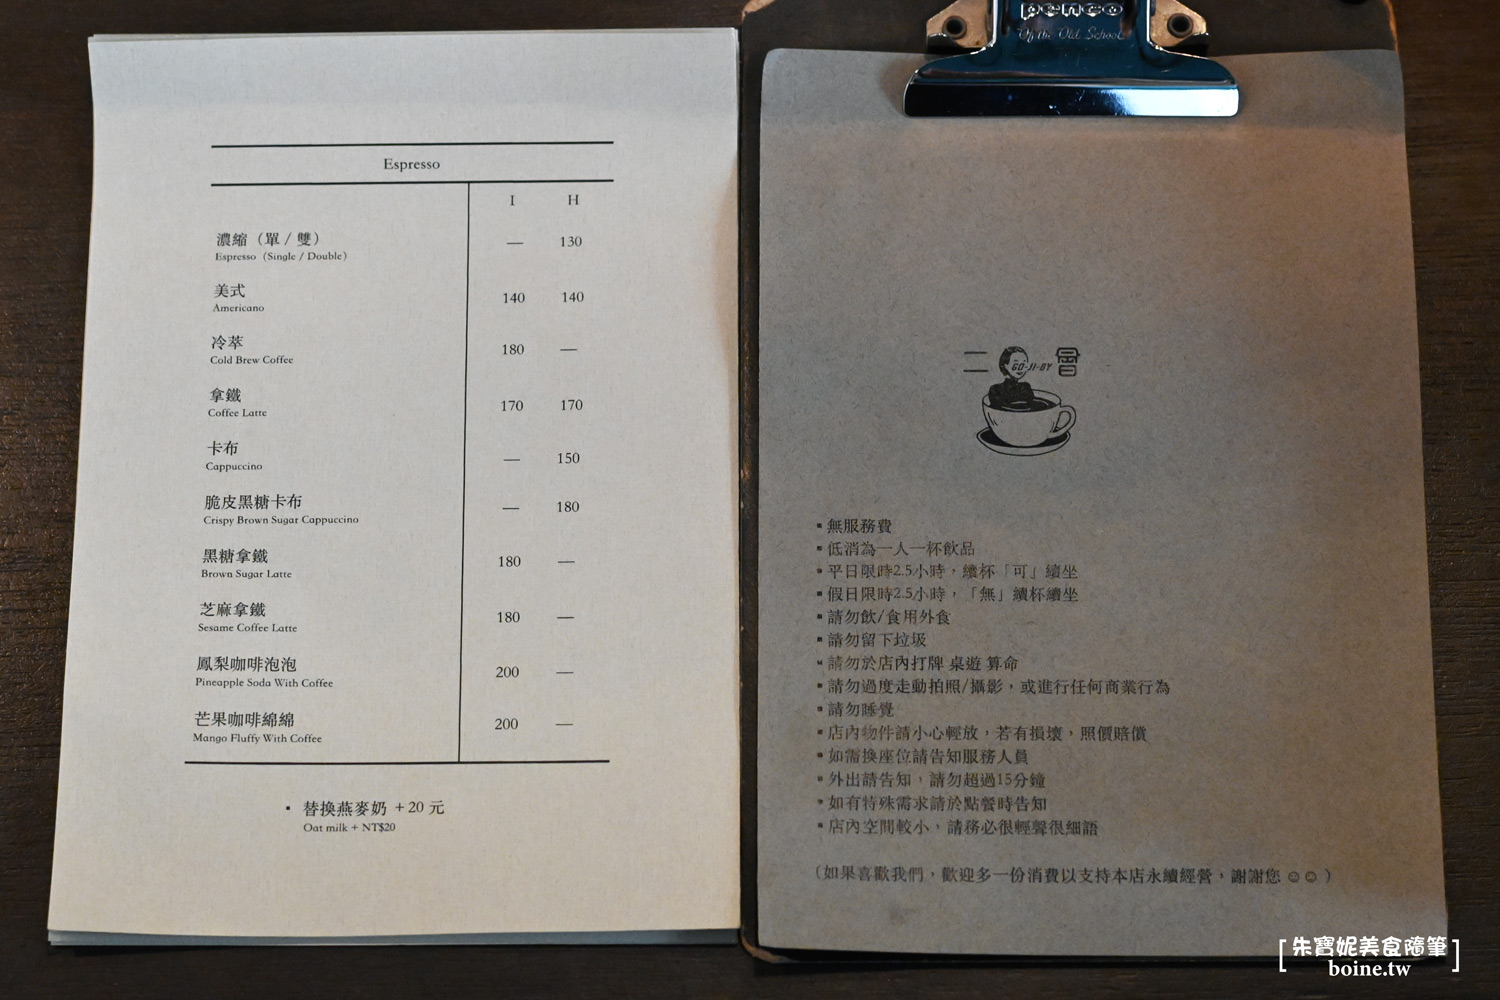 Espresso
I H
濃縮（單 / 雙） — 130
Espresso（Single / Double）
美式 140 140
Americano
冷萃 180 —
Cold Brew Coffee
拿鐵 170 170
Coffee Latte
卡布 — 150
Cappuccino
脆皮黑糖卡布 — 180
Crispy Brown Sugar Cappuccino
黑糖拿鐵 180 —
Brown Sugar Latte
芝麻拿鐵 180 —
Sesame Coffee Latte
鳳梨咖啡泡泡 200 —
Pineapple Soda With Coffee
芒果咖啡綿綿 200 —
Mango Fluffy With Coffee
• 替換燕麥奶 +20 元
Oat milk + NT$20
penco
Of the Old School
二 GO-JI-BY 會
▪ 無服務費
▪ 低消為一人一杯飲品
▪ 平日限時2.5小時，續杯「可」續坐
▪ 假日限時2.5小時，「無」續杯續坐
▪ 請勿飲/食用外食
▪ 請勿留下垃圾
▪ 請勿於店內打牌 桌遊 算命
▪ 請勿過度走動拍照/攝影，或進行任何商業行為
▪ 請勿睡覺
▪ 店內物件請小心輕放，若有損壞，照價賠償
▪ 如需換座位請告知服務人員
▪ 外出請告知，請勿超過15分鐘
▪ 如有特殊需求請於點餐時告知
▪ 店內空間較小，請務必很輕聲很細語
（如果喜歡我們，歡迎多一份消費以支持本店永續經營，謝謝您 ☺☺ ）
[朱寶妮美食隨筆]
boine.tw